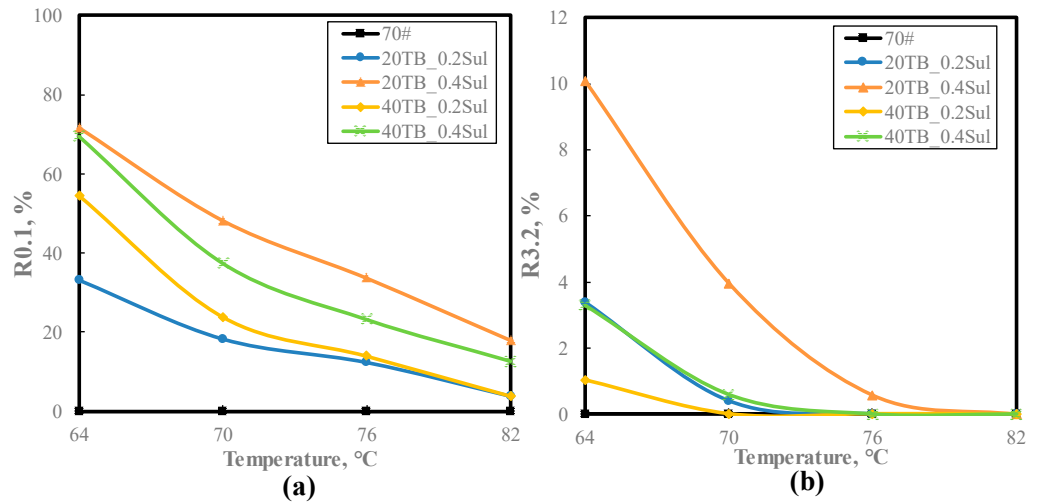 100
80
60
40
20
0
R0.1, %
70#
20TB_0.2Sul
20TB_0.4Sul
40TB_0.2Sul
40TB_0.4Sul
64
70
76
82
Temperature, °C
(a)
12
10
8
6
4
2
0
R3.2, %
70#
20TB_0.2Sul
20TB_0.4Sul
40TB_0.2Sul
40TB_0.4Sul
64
70
76
82
Temperature, °C
(b)